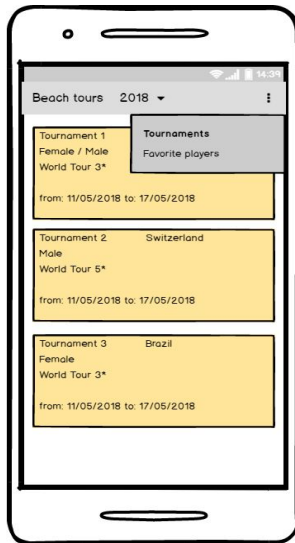 14:39
Beach tours 2018
Tournaments
Favorite players
Tournament 1
Female / Male
World Tour 3*
from: 11/05/2018 to: 17/05/2018
Tournament 2 Switzerland
Male
World Tour 5*
from: 11/05/2018 to: 17/05/2018
Tournament 3 Brazil
Female
World Tour 3*
from: 11/05/2018 to: 17/05/2018